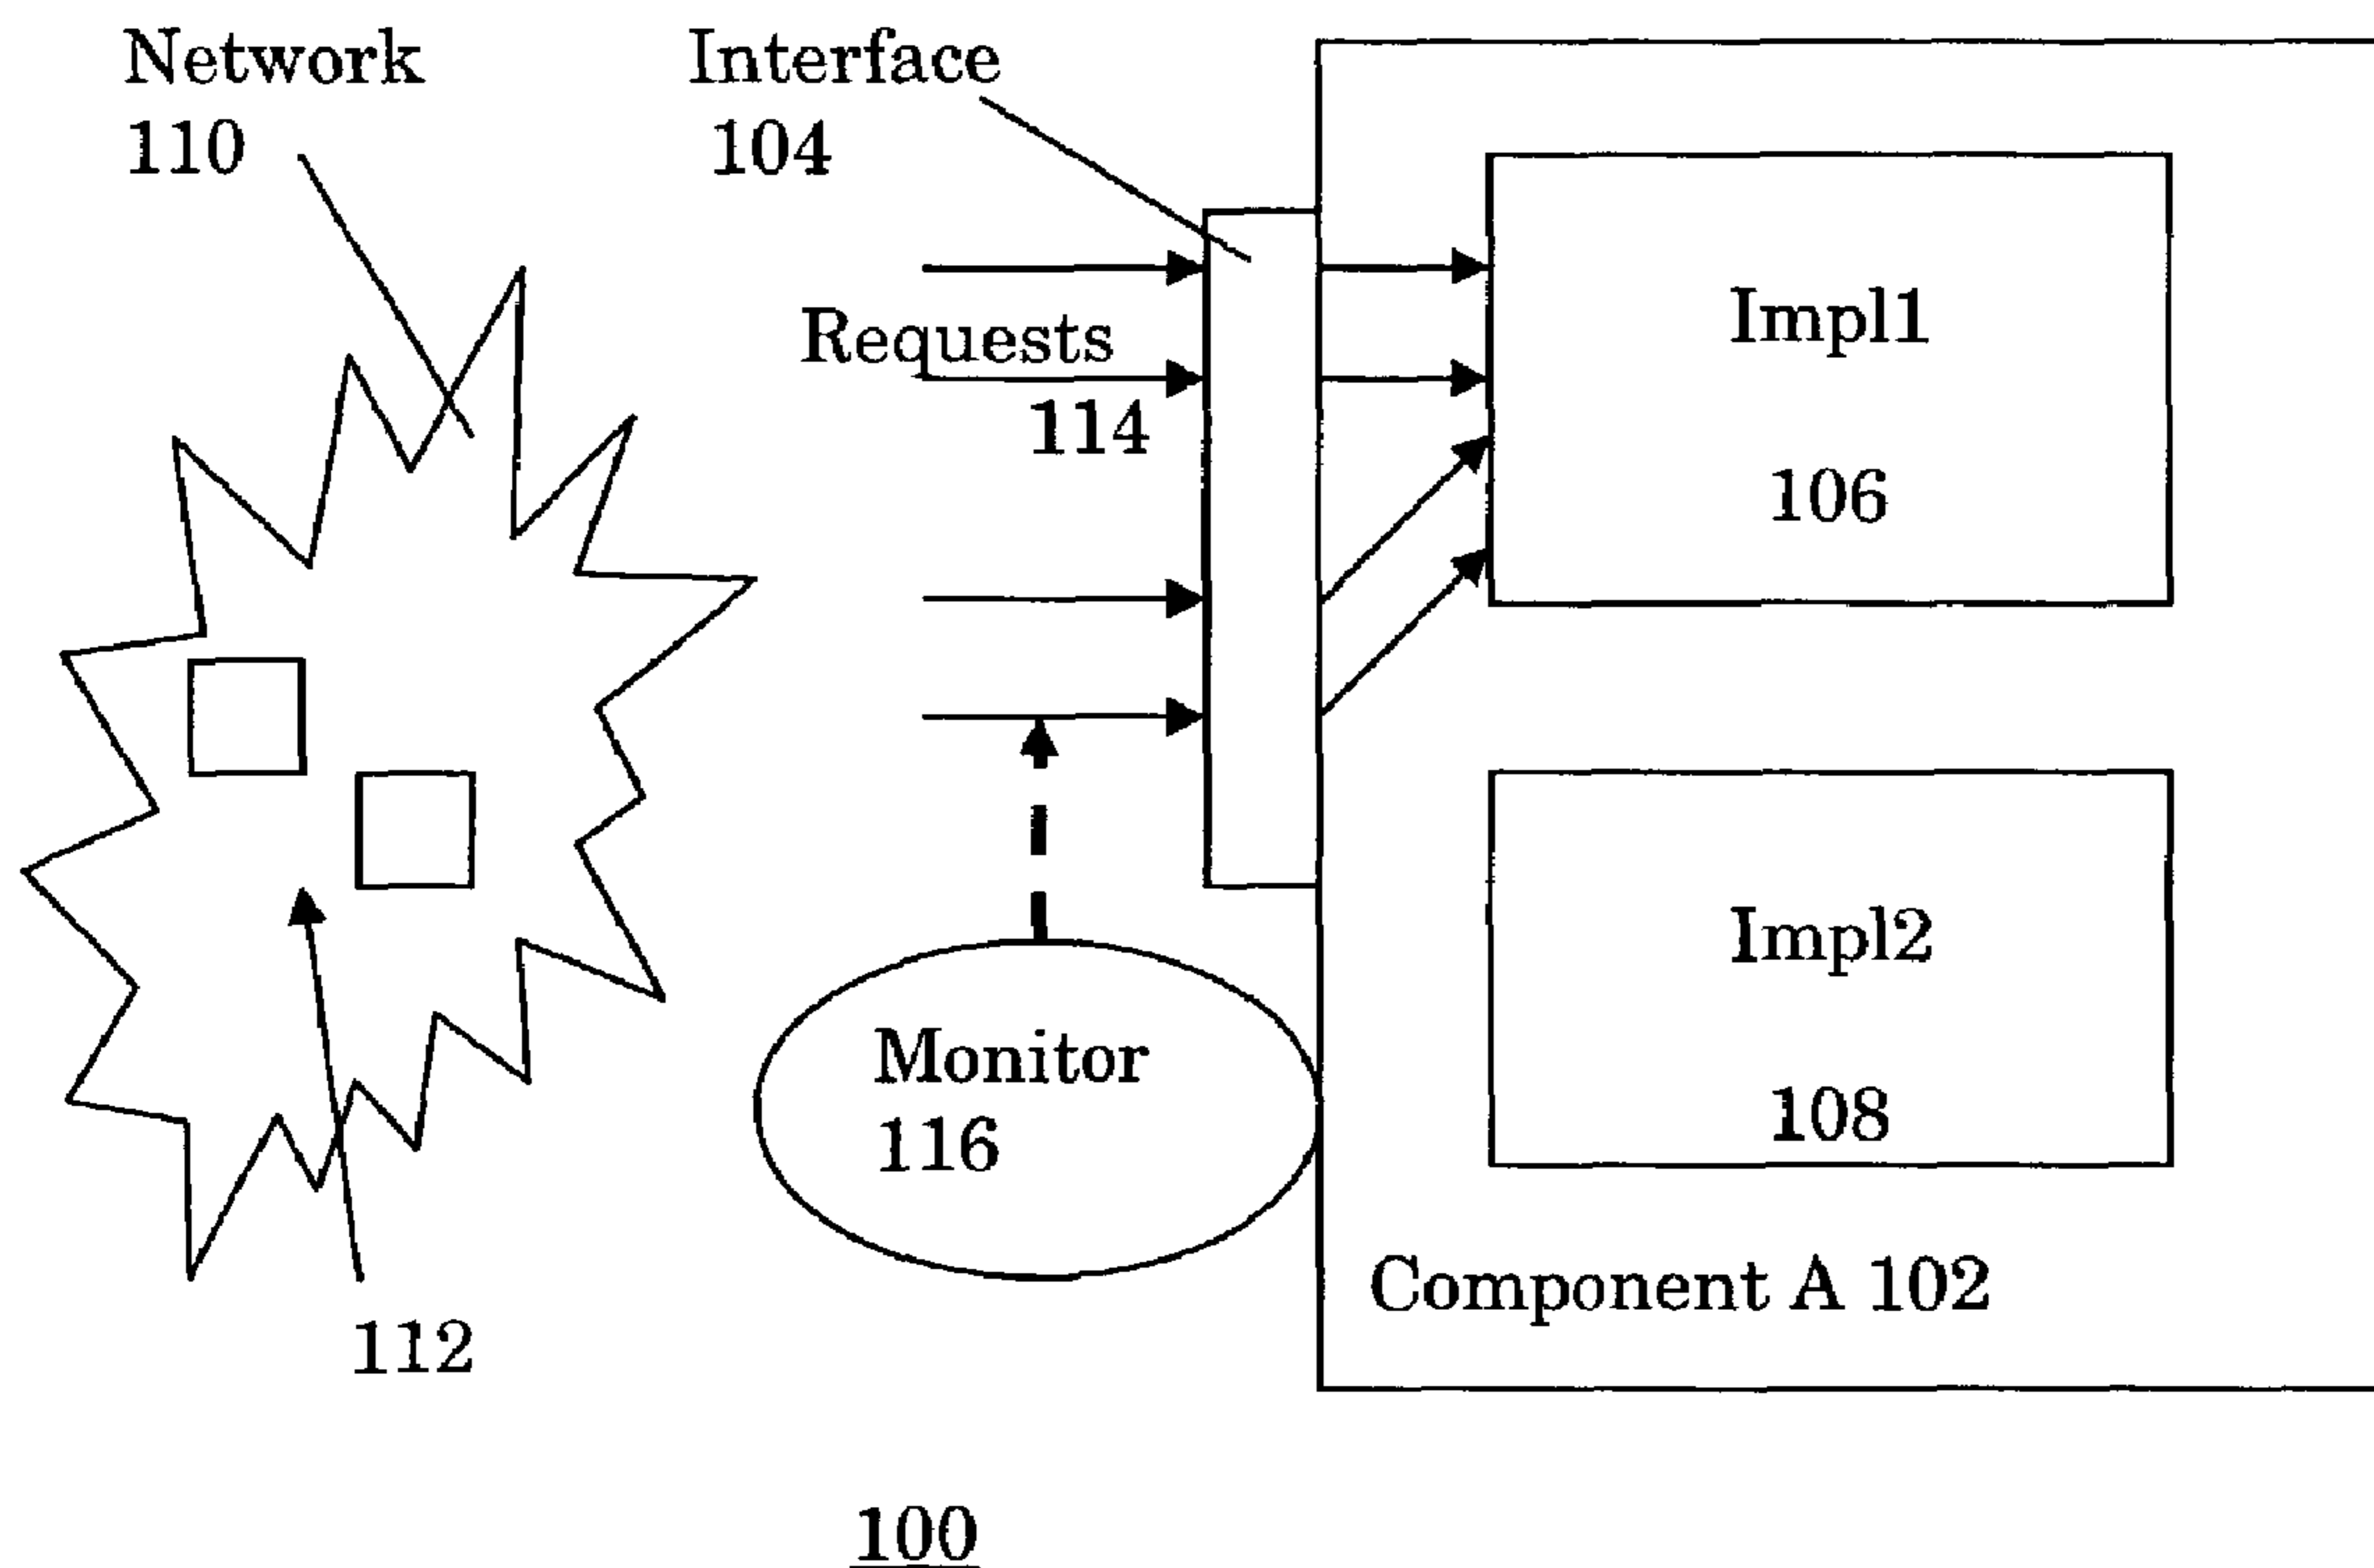 Network
110
Interface
104
Requests
114
Impl1
106
Impl2
108
Monitor
116
Component A 102
112
100